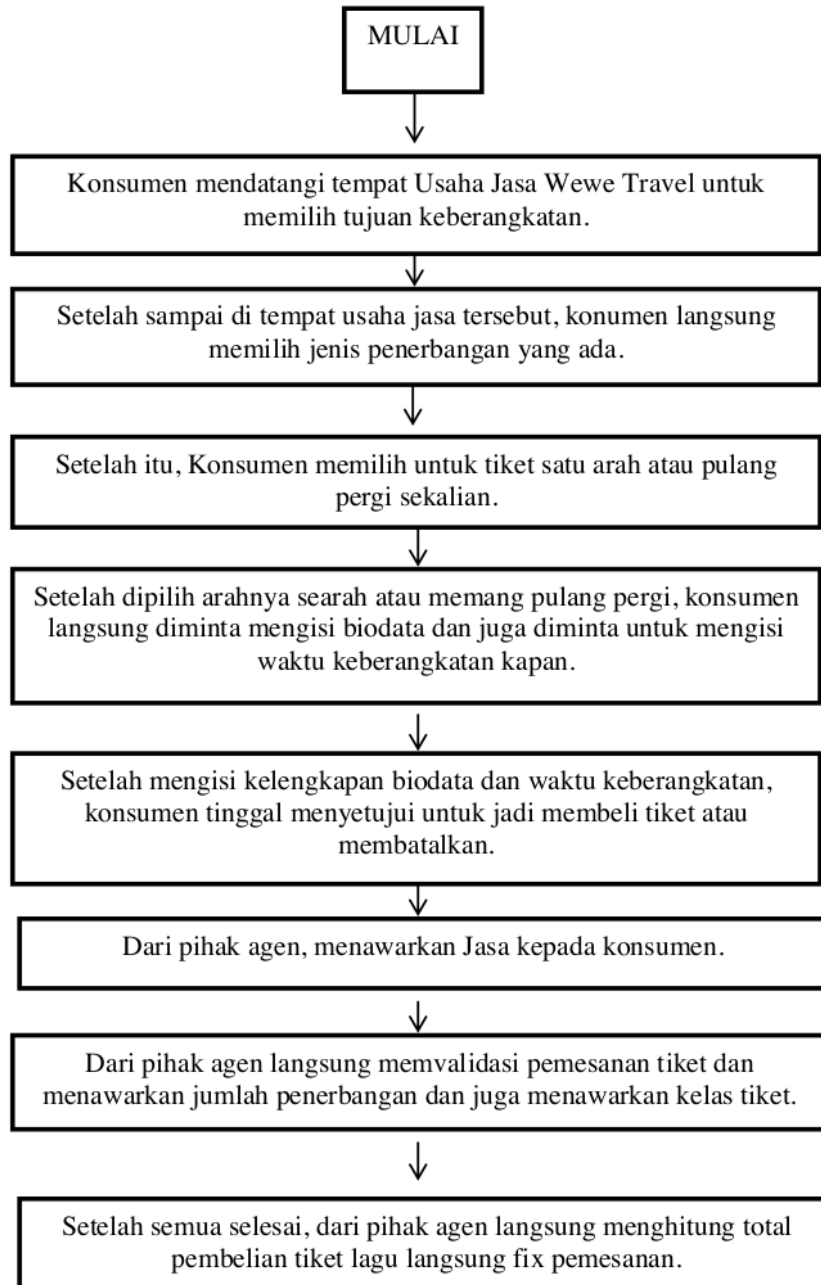 MULAI
Konsumen mendatangi tempat Usaha Jasa Wewe Travel untuk
memilih tujuan keberangkatan.
Setelah sampai di tempat usaha jasa tersebut, konumen langsung
memilih jenis penerbangan yang ada.
Setelah itu, Konsumen memilih untuk tiket satu arah atau pulang
pergi sekalian.
Setelah dipilih arahnya searah atau memang pulang pergi, konsumen
langsung diminta mengisi biodata dan juga diminta untuk mengisi
waktu keberangkatan kapan.
Setelah mengisi kelengkapan biodata dan waktu keberangkatan,
konsumen tinggal menyetujui untuk jadi membeli tiket atau
membatalkan.
Dari pihak agen, menawarkan Jasa kepada konsumen.
Dari pihak agen langsung memvalidasi pemesanan tiket dan
menawarkan jumlah penerbangan dan juga menawarkan kelas tiket.
Setelah semua selesai, dari pihak agen langsung menghitung total
pembelian tiket lagu langsung fix pemesanan.